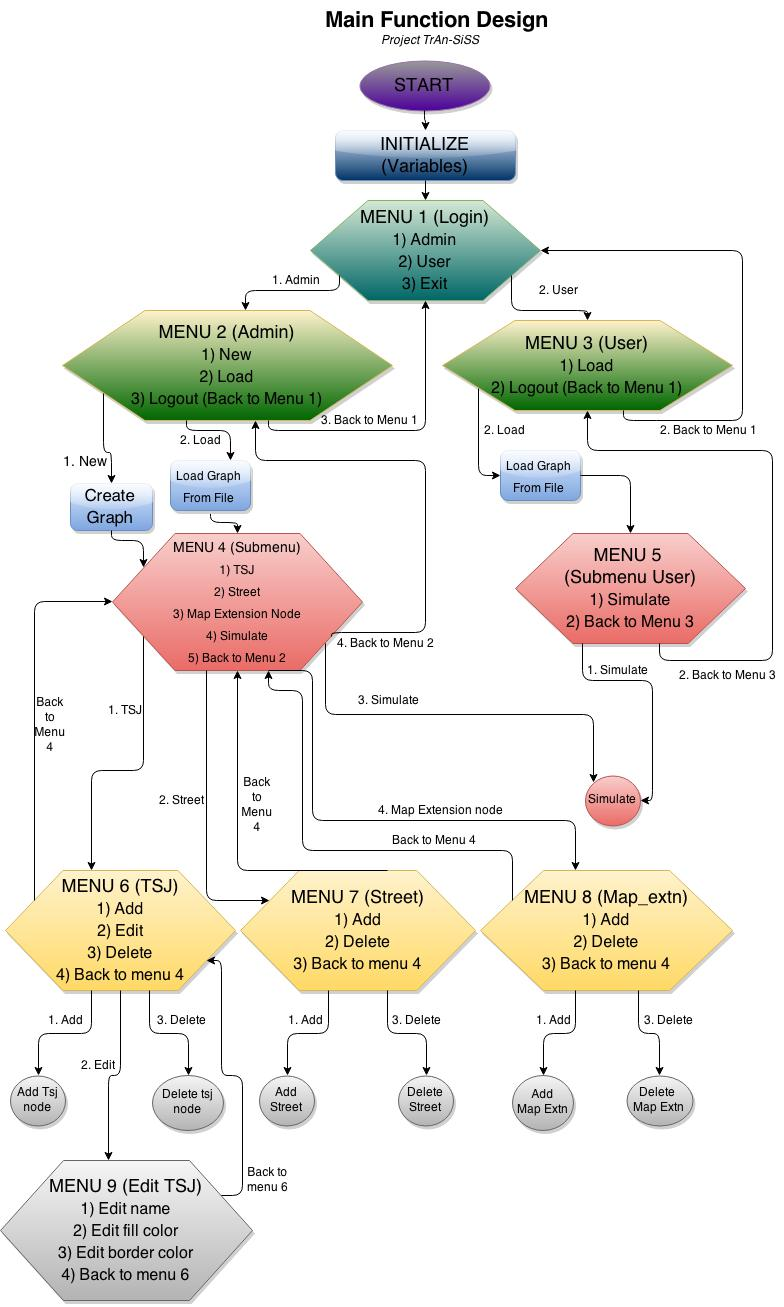 Main Function Design
Project TrAn-SiSS
START
INITIALIZE
(Variables)
MENU 1 (Login)
1) Admin
2) User
3) Exit
1. Admin
2. User
MENU 2 (Admin)
1) New
2) Load
3) Logout (Back to Menu 1)
MENU 3 (User)
1) Load
2) Logout (Back to Menu 1)
3. Back to Menu 1
2. Back to Menu 1
1. New
2. Load
2. Load
Create
Graph
Load Graph
From File
Load Graph
From File
MENU 4 (Submenu)
1) TSJ
2) Street
3) Map Extension Node
4) Simulate
5) Back to Menu 2
MENU 5
(Submenu User)
1) Simulate
2) Back to Menu 3
4. Back to Menu 2
1. Simulate
2. Back to Menu 3
Back
to
Menu
4
1. TSJ
3. Simulate
2. Street
Back
to
Menu
4
4. Map Extension node
Back to Menu 4
Simulate
MENU 6 (TSJ)
1) Add
2) Edit
3) Delete
4) Back to menu 4
MENU 7 (Street)
1) Add
2) Delete
3) Back to menu 4
MENU 8 (Map_extn)
1) Add
2) Delete
3) Back to menu 4
1. Add
3. Delete
2. Edit
1. Add
3. Delete
1. Add
3. Delete
Add Tsj
node
Delete tsj
node
Add
Street
Delete
Street
Add
Map Extn
Delete
Map Extn
Back to
menu 6
MENU 9 (Edit TSJ)
1) Edit name
2) Edit fill color
3) Edit border color
4) Back to menu 6